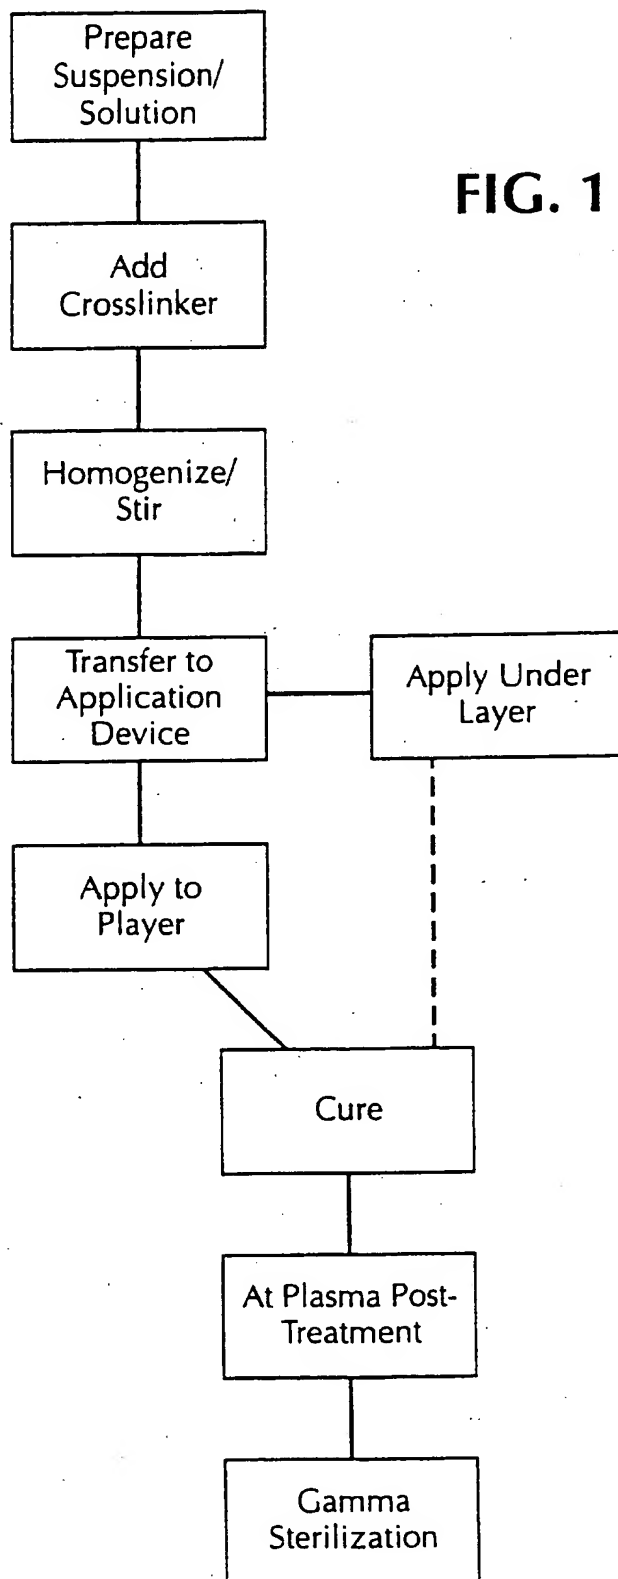 Prepare
Suspension/
Solution
FIG. 1
Add
Crosslinker
Homogenize/
Stir
Transfer to
Application
Device
Apply Under
Layer
Apply to
Player
Cure
At Plasma Post-
Treatment
Gamma
Sterilization